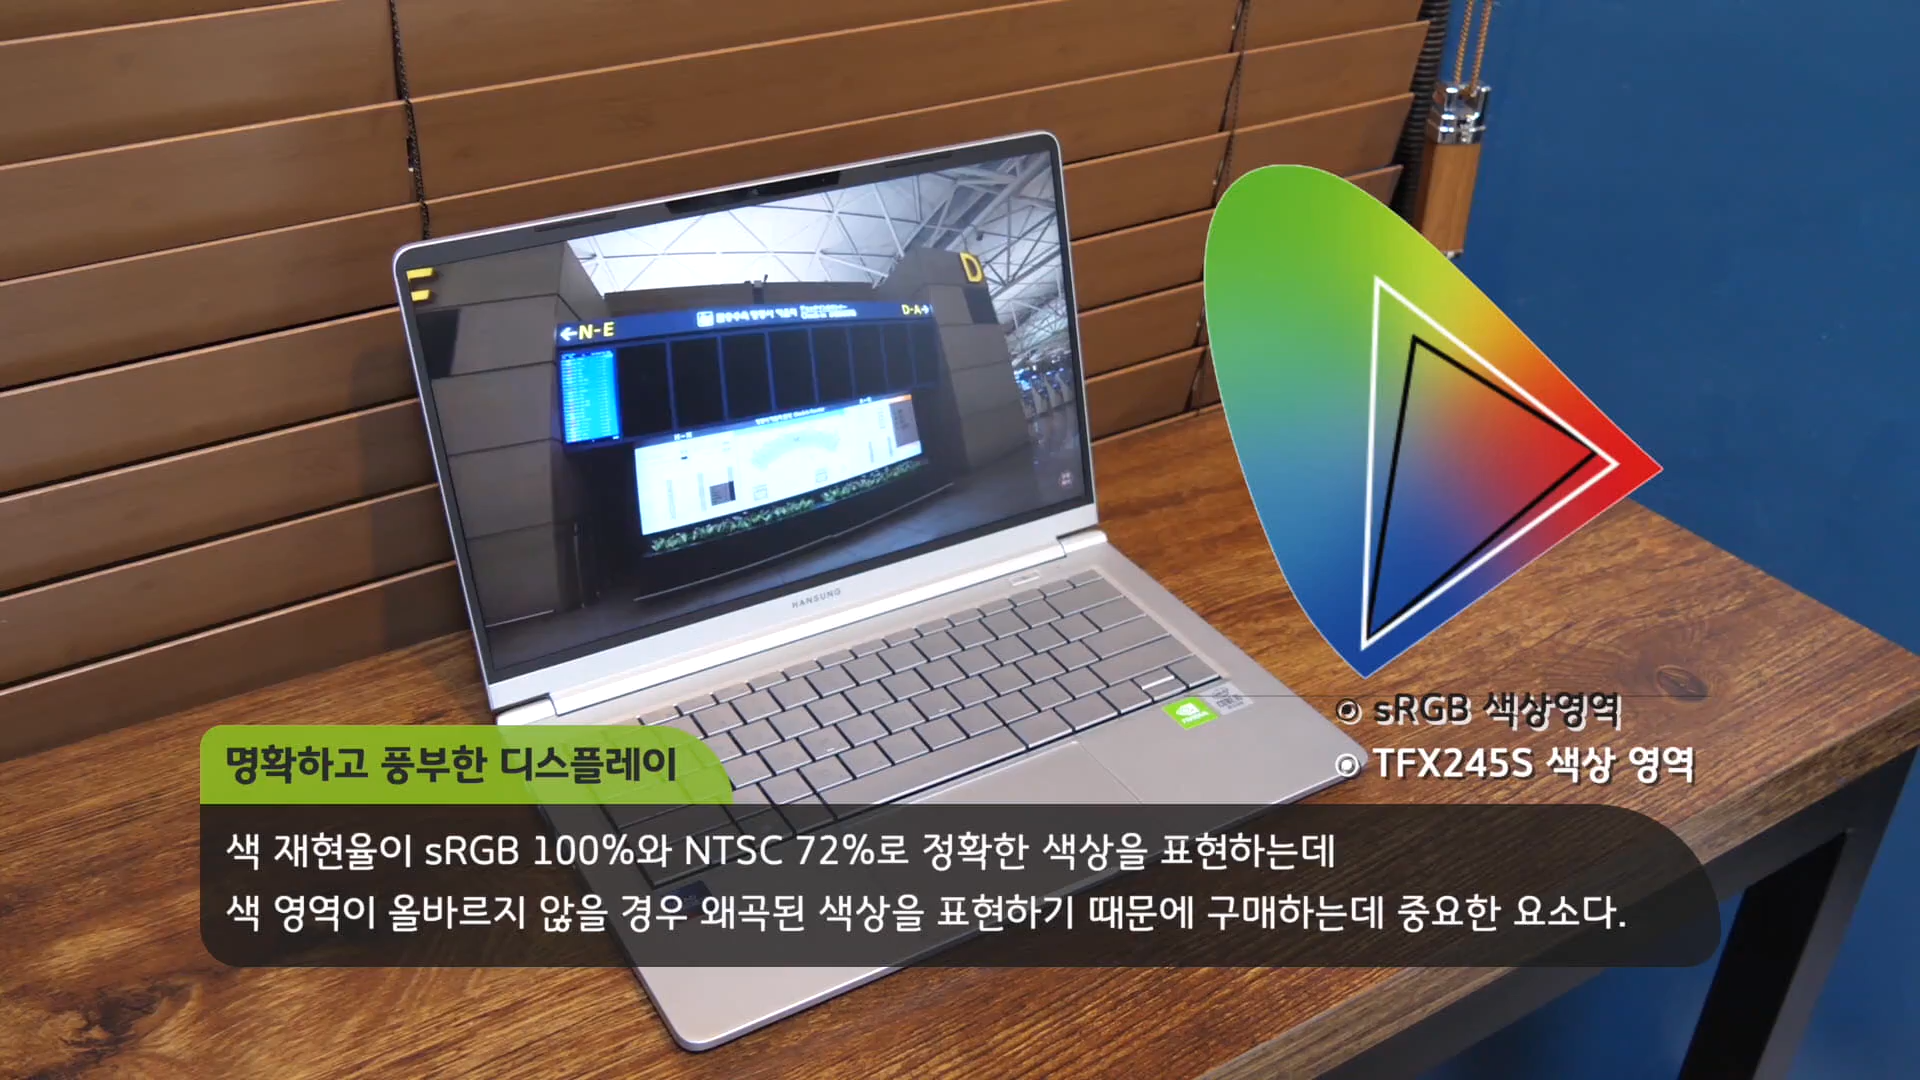 D
←N-E
D-A→
HANSUNG
NVIDIA
sRGB 색상영역
TFX245S 색상 영역
명확하고 풍부한 디스플레이
색 재현율이 sRGB 100%와 NTSC 72%로 정확한 색상을 표현하는데
색 영역이 올바르지 않을 경우 왜곡된 색상을 표현하기 때문에 구매하는데 중요한 요소다.